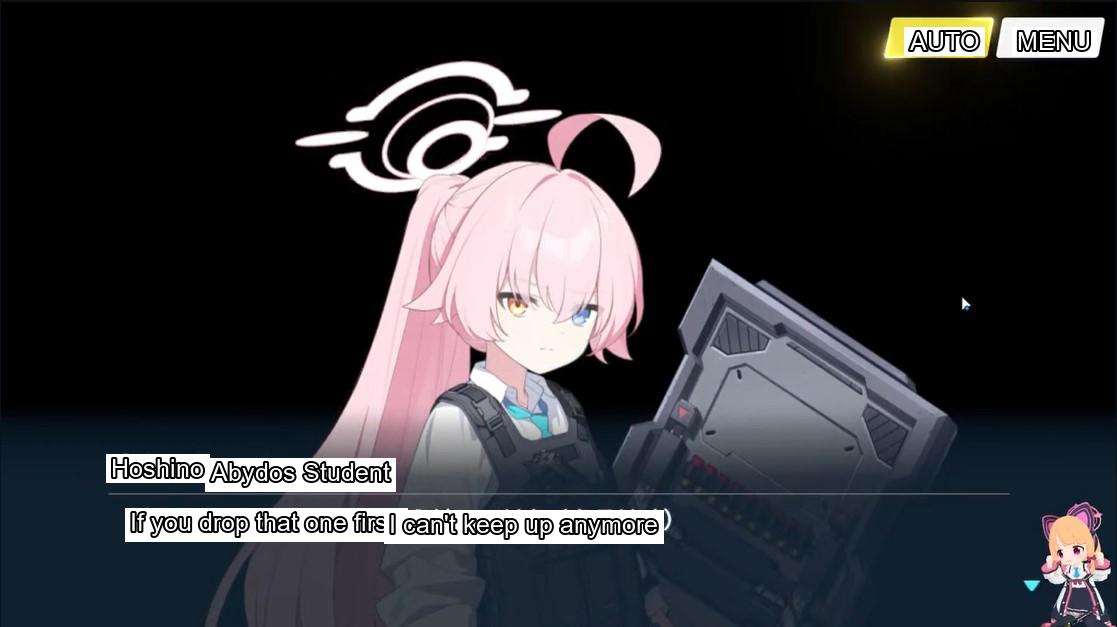 AUTO MENU
Hoshino Abydos Student
If you drop that one firs I can't keep up anymore